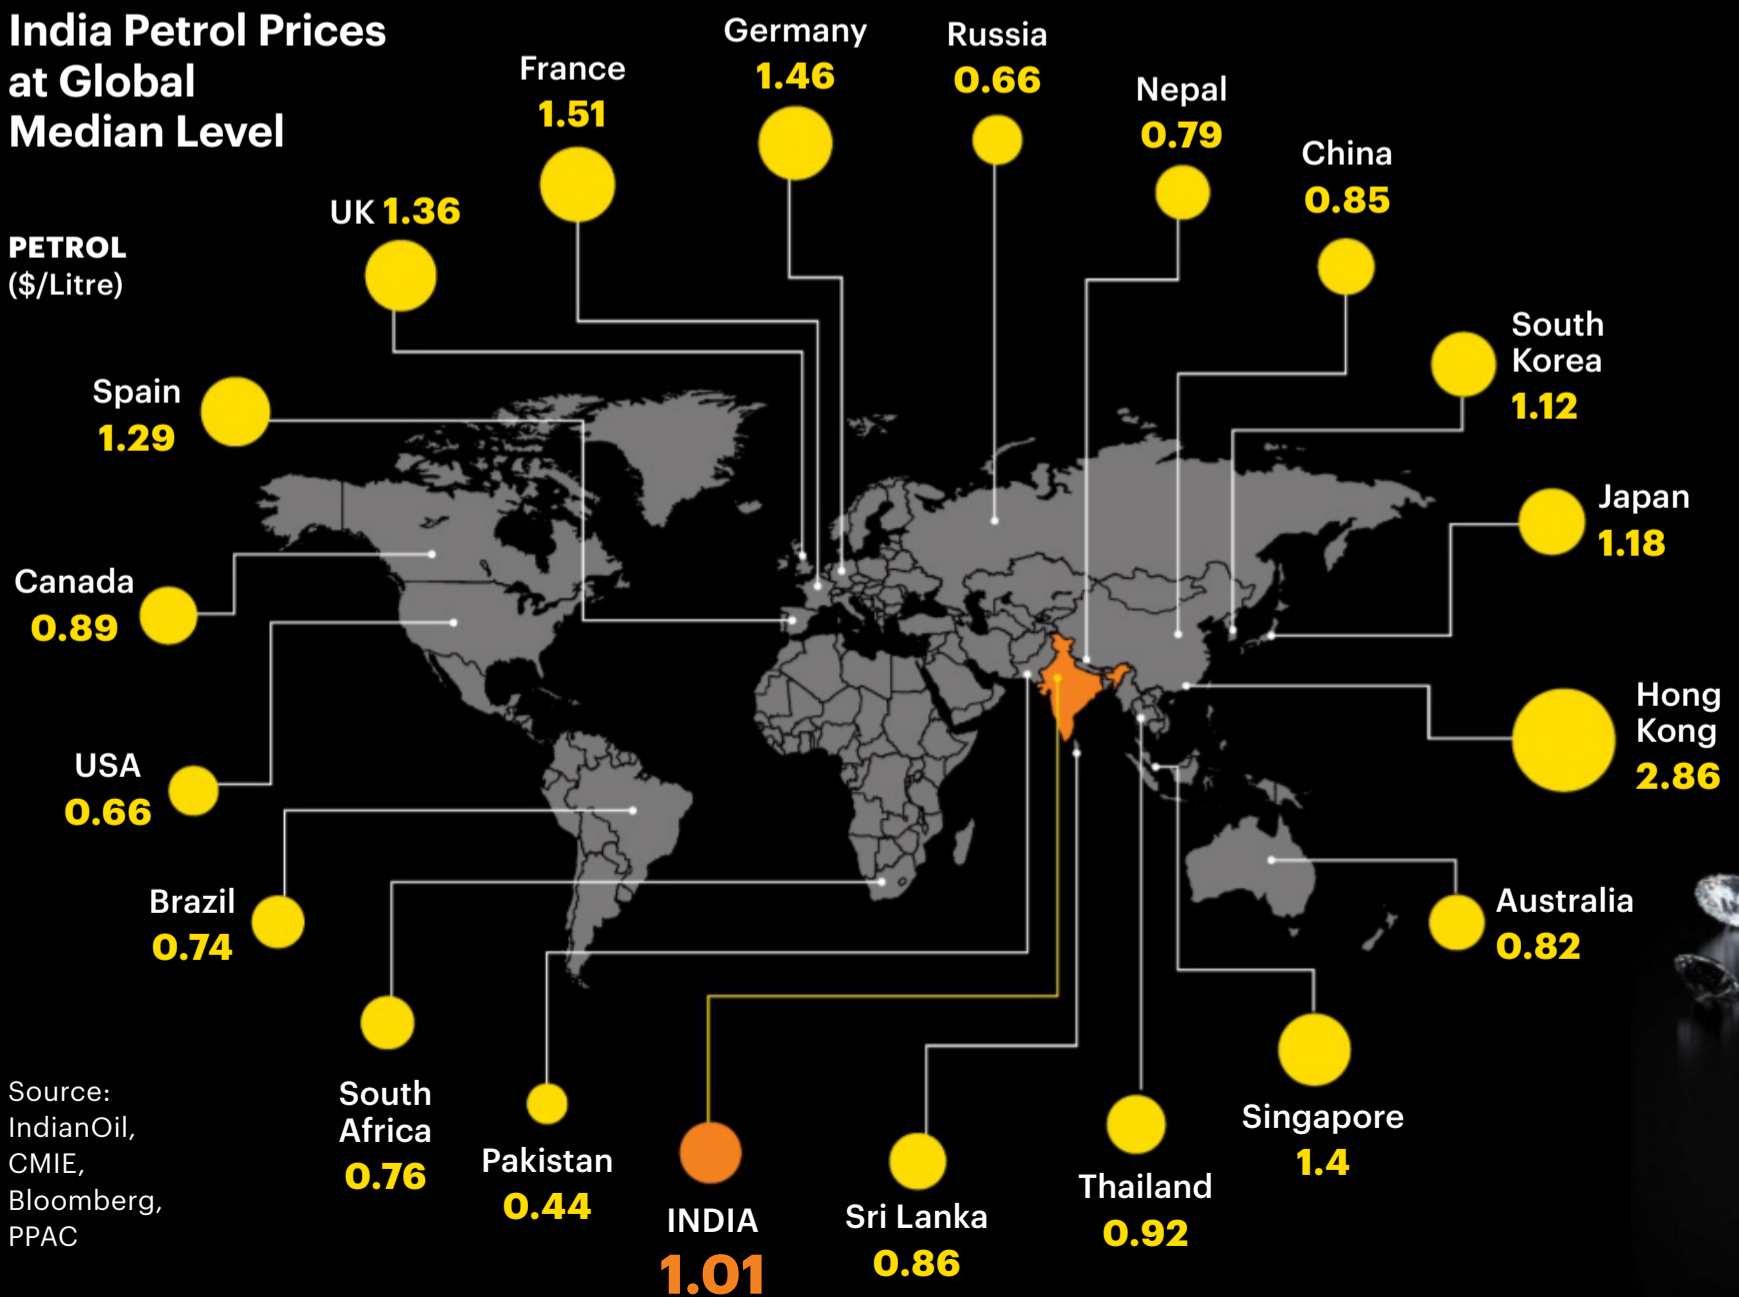 India Petrol Prices
at Global
Median Level
PETROL
($/Litre)
UK 1.36
France
1.51
Germany
1.46
Russia
0.66
Nepal
0.79
China
0.85
South
Korea
1.12
Japan
1.18
Hong
Kong
2.86
Australia
0.82
Singapore
1.4
Thailand
0.92
Sri Lanka
0.86
INDIA
1.01
Pakistan
0.44
South
Africa
0.76
Brazil
0.74
USA
0.66
Canada
0.89
Spain
1.29
Source:
IndianOil,
CMIE,
Bloomberg,
PPAC